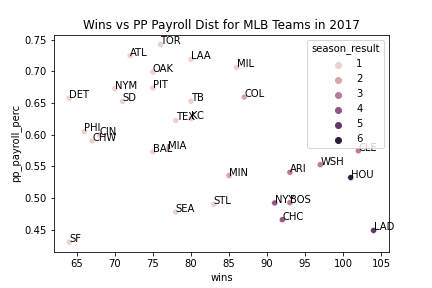 Wins vs PP Payroll Dist for MLB Teams in 2017
pp_payroll_perc
0.75
0.70
0.65
0.60
0.55
0.50
0.45
TOR
ATL
LAA
OAK
MIL
PIT
NYM
DET
SD
TB
COL
TEX
KC
PHI
CIN
CHW
BAL
MIA
CLE
WSH
ARI
MIN
HOU
STL
NYY
BOS
SEA
CHC
LAD
SF
season_result
1
2
3
4
5
6
65 70 75 80 85 90 95 100 105
wins